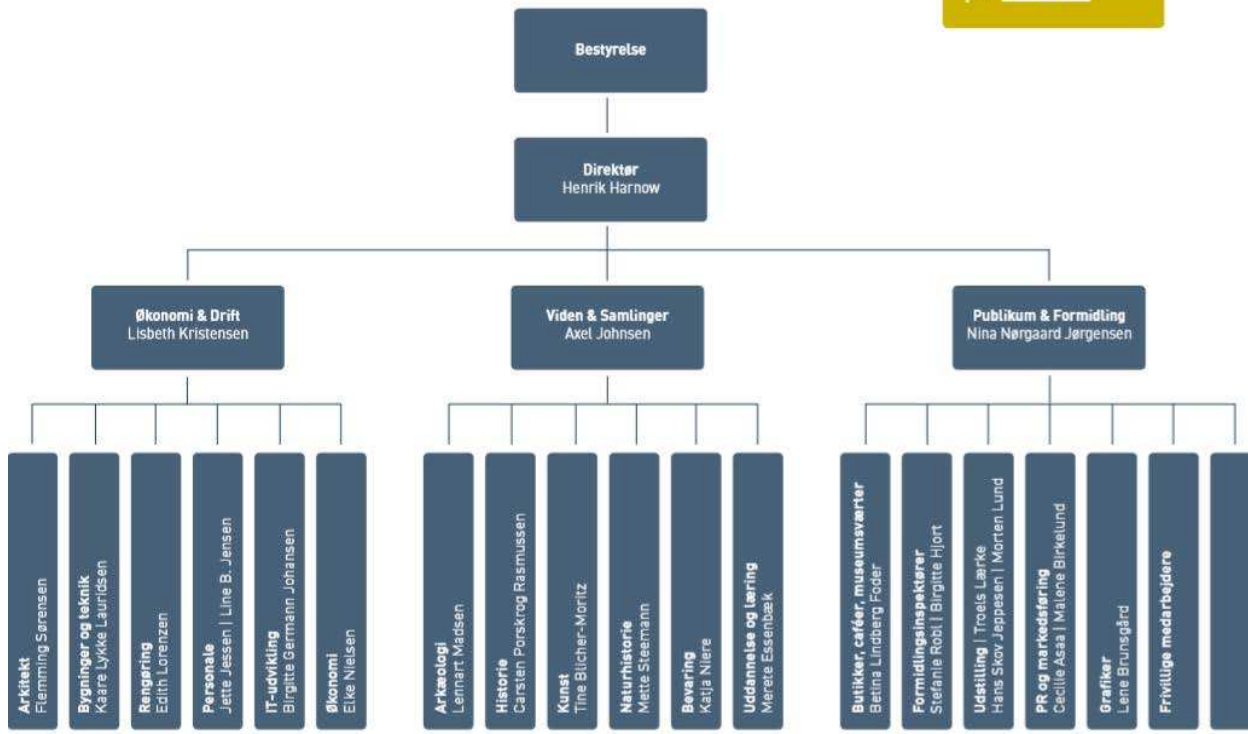 Bestyrelse
Direktør
Henrik Harnow
Økonomi & Drift
Lisbeth Kristensen
Viden & Samlinger
Axel Johnsen
Publikum & Formidling
Nina Nørgaard Jørgensen
Arkitekt
Flemming Sørensen
Bygninger og teknik
Kaare Lykke Lauridsen
Rengøring
Edith Lorenzen
Personale
Jette Jessen | Line B. Jensen
IT-udvikling
Birgitte Germann Johansen
Økonomi
Elke Nielsen
Arkæologi
Lennart Madsen
Historie
Carsten Porskrog Rasmussen
Kunst
Tine Blicher-Moritz
Naturhistorie
Mette Steemann
Bevaring
Katja Niere
Uddannelse og læring
Merete Essenbæk
Butikker, caféer, museumsværter
Betina Lindberg Foder
Formidlingsinspektører
Stefanie Robl | Birgitte Hjort
Udstilling | Troels Lærke
Hans Skov Jeppesen | Morten Lund
PR og markedsføring
Cecilie Asaa | Malene Birkelund
Grafiker
Lene Brunsgård
Frivillige medarbejdere